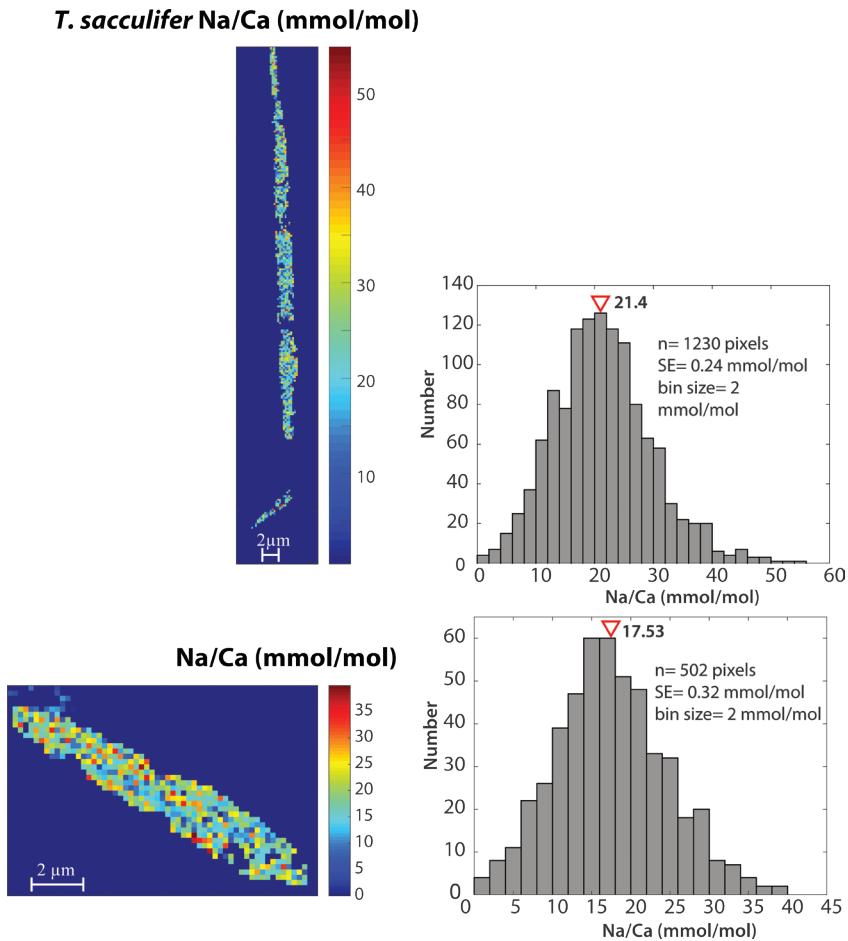 T. sacculifer Na/Ca (mmol/mol)
50
40
30
20
10
2µm
140
120
100
80
60
40
20
0
Number
21.4
n= 1230 pixels
SE= 0.24 mmol/mol
bin size= 2
mmol/mol
0 10 20 30 40 50 60
Na/Ca (mmol/mol)
Na/Ca (mmol/mol)
35
30
25
20
15
10
5
0
2 µm
60
50
40
30
20
10
0
Number
17.53
n= 502 pixels
SE= 0.32 mmol/mol
bin size= 2 mmol/mol
0 5 10 15 20 25 30 35 40 45
Na/Ca (mmol/mol)